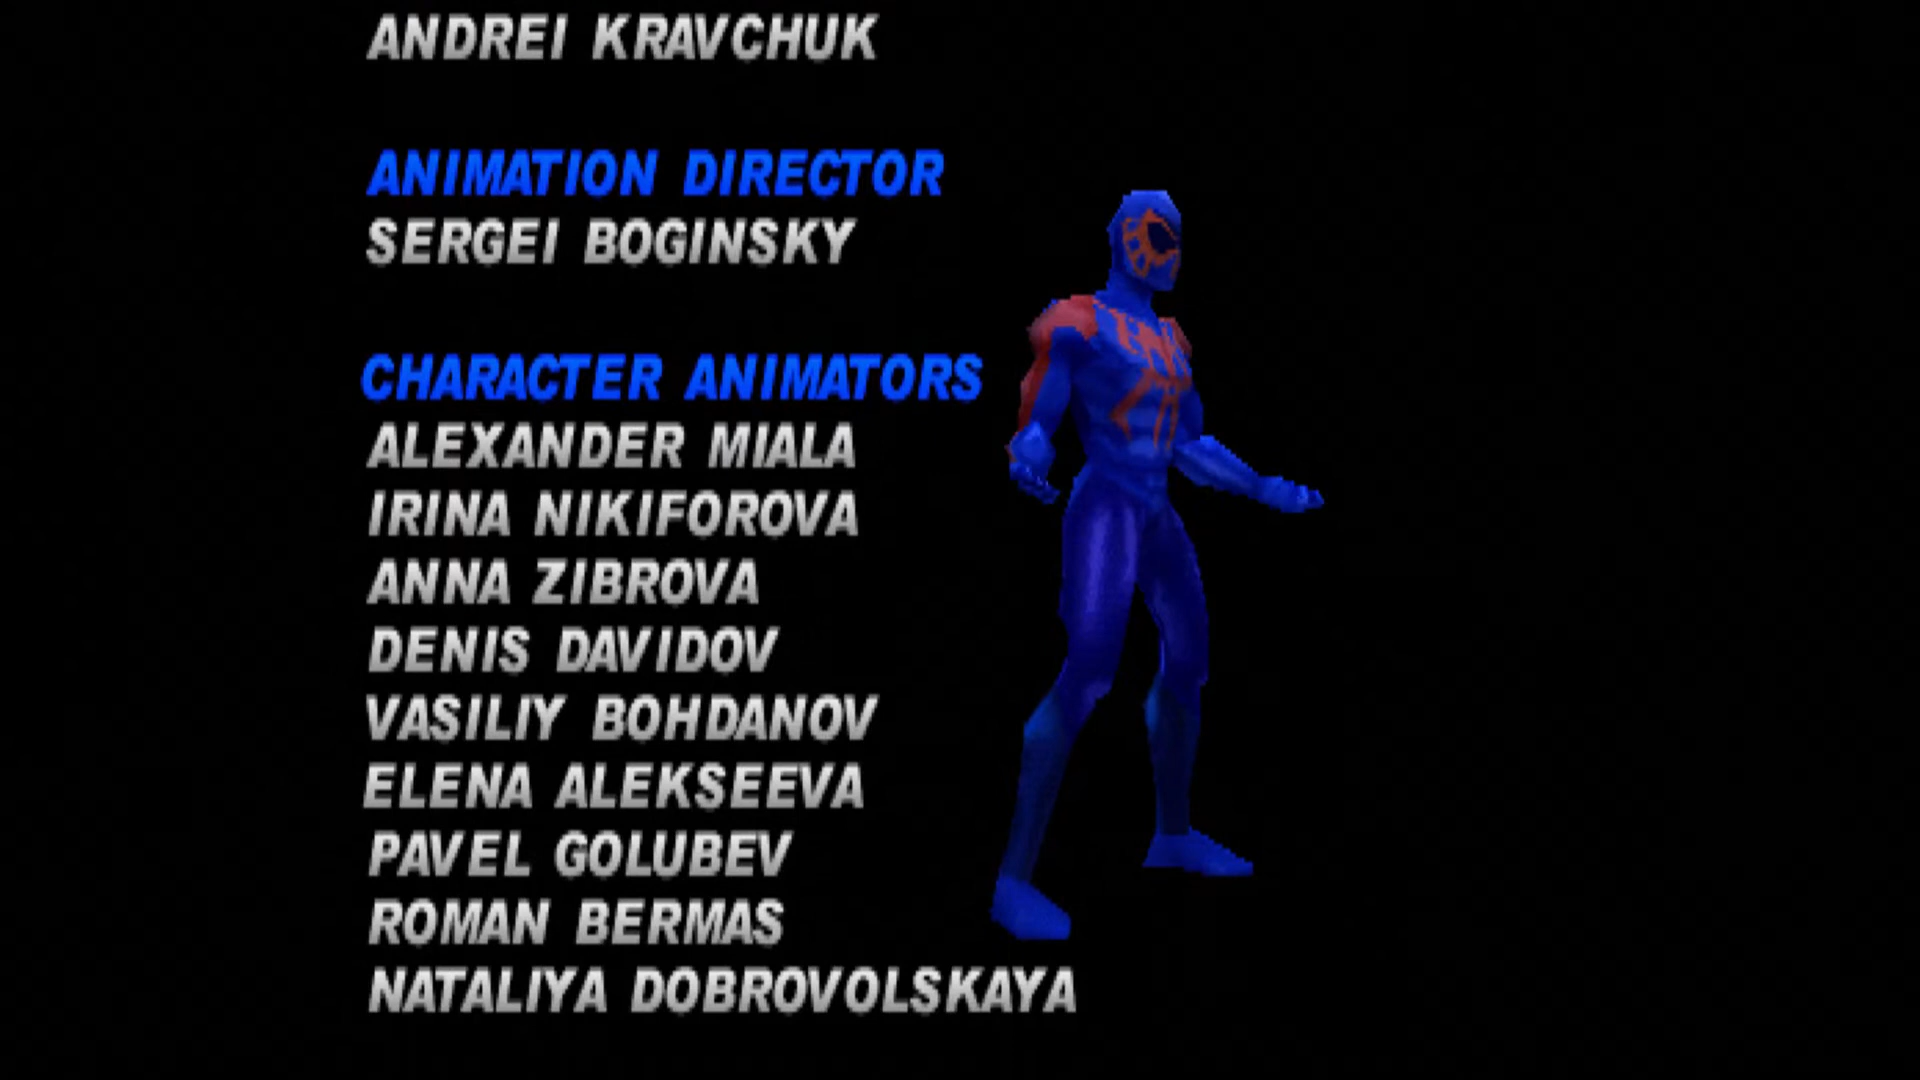 ANDREI KRAVCHUK
ANIMATION DIRECTOR
SERGEI BOGINSKY
CHARACTER ANIMATORS
ALEXANDER MIALA
IRINA NIKIFOROVA
ANNA ZIBROVA
DENIS DAVIDOV
VASILIY BOHDANOV
ELENA ALEKSEEVA
PAVEL GOLUBEV
ROMAN BERMAS
NATALIYA DOBROVOLSKAYA